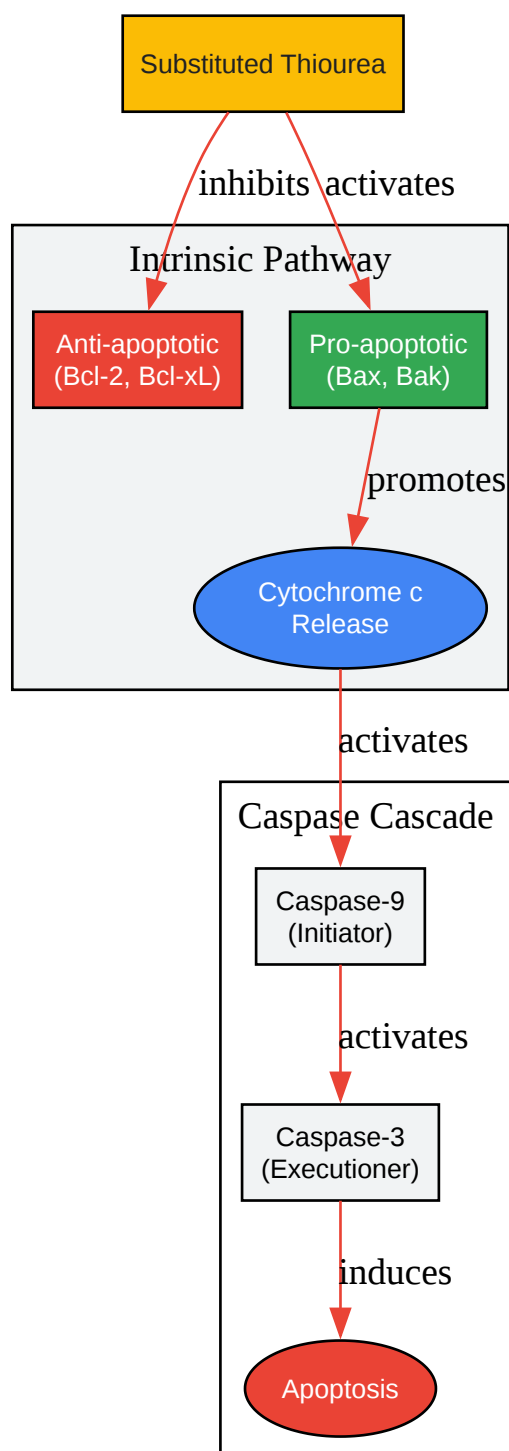 Substituted Thiourea
inhibits
activates
Intrinsic Pathway
Anti-apoptotic
(Bcl-2, Bcl-xL)
Pro-apoptotic
(Bax, Bak)
promotes
Cytochrome c
Release
activates
Caspase Cascade
Caspase-9
(Initiator)
activates
Caspase-3
(Executioner)
induces
Apoptosis